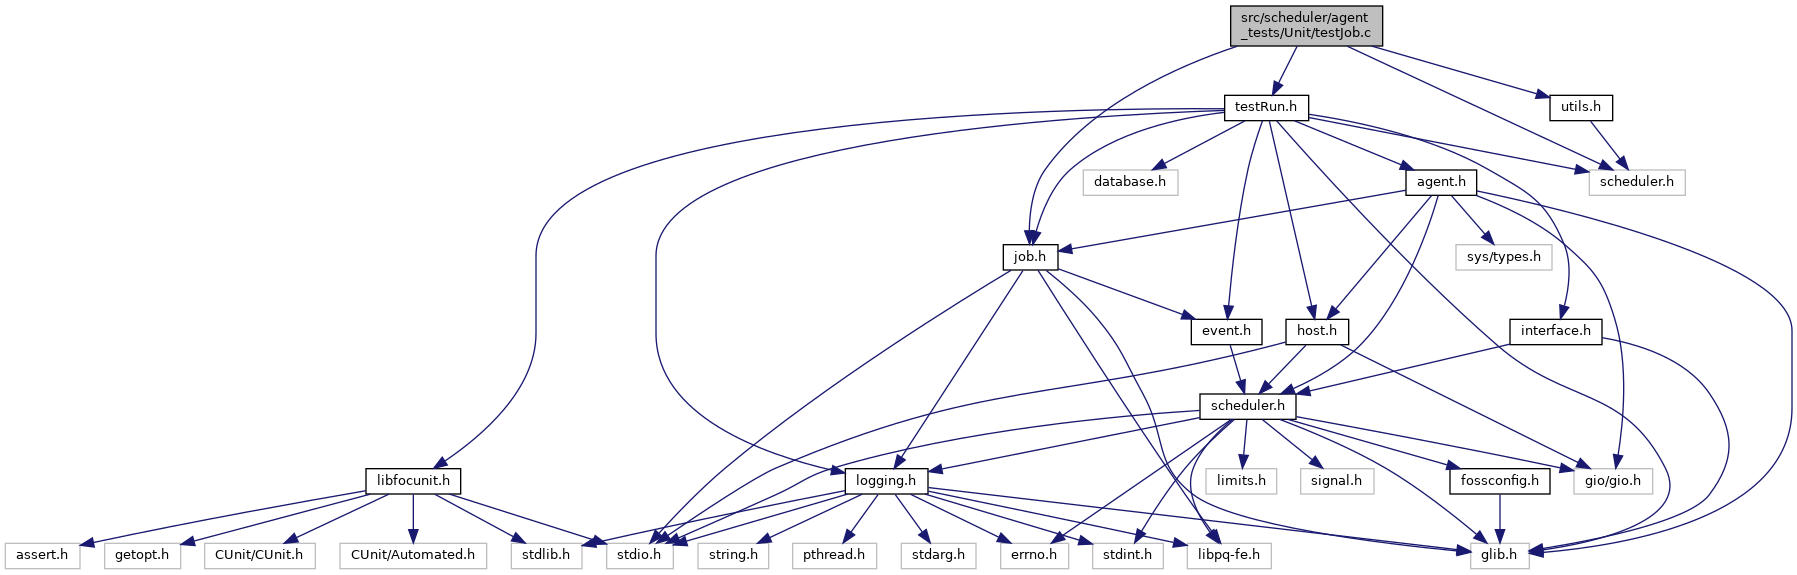 src/scheduler/agent
_tests/Unit/testJob.c
testRun.h
utils.h
database.h
agent.h
scheduler.h
job.h
sys/types.h
event.h
host.h
interface.h
scheduler.h
libfocunit.h
logging.h
limits.h
signal.h
fossconfig.h
gio/gio.h
assert.h
getopt.h
CUnit/CUnit.h
CUnit/Automated.h
stdlib.h
stdio.h
string.h
pthread.h
stdarg.h
errno.h
stdint.h
libpq-fe.h
glib.h